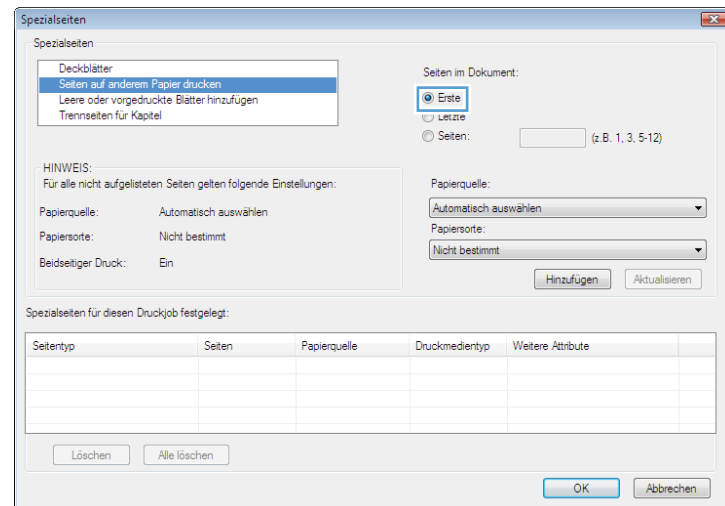 Spezialseiten
Spezialseiten
Deckblätter
Seiten auf anderem Papier drucken
Leere oder vorgedruckte Blätter hinzufügen
Trennseiten für Kapitel
Seiten im Dokument:
Erste
Letzte
Seiten:
(z.B. 1, 3, 5-12)
HINWEIS:
Für alle nicht aufgelisteten Seiten gelten folgende Einstellungen:
Papierquelle: Automatisch auswählen
Papiersorte: Nicht bestimmt
Beidseitiger Druck: Ein
Papierquelle:
Automatisch auswählen
Papiersorte:
Nicht bestimmt
Hinzufügen Aktualisieren
Spezialseiten für diesen Druckjob festgelegt:
Seitentyp Seiten Papierquelle Druckmedientyp Weitere Attribute
Löschen Alle löschen
OK Abbrechen